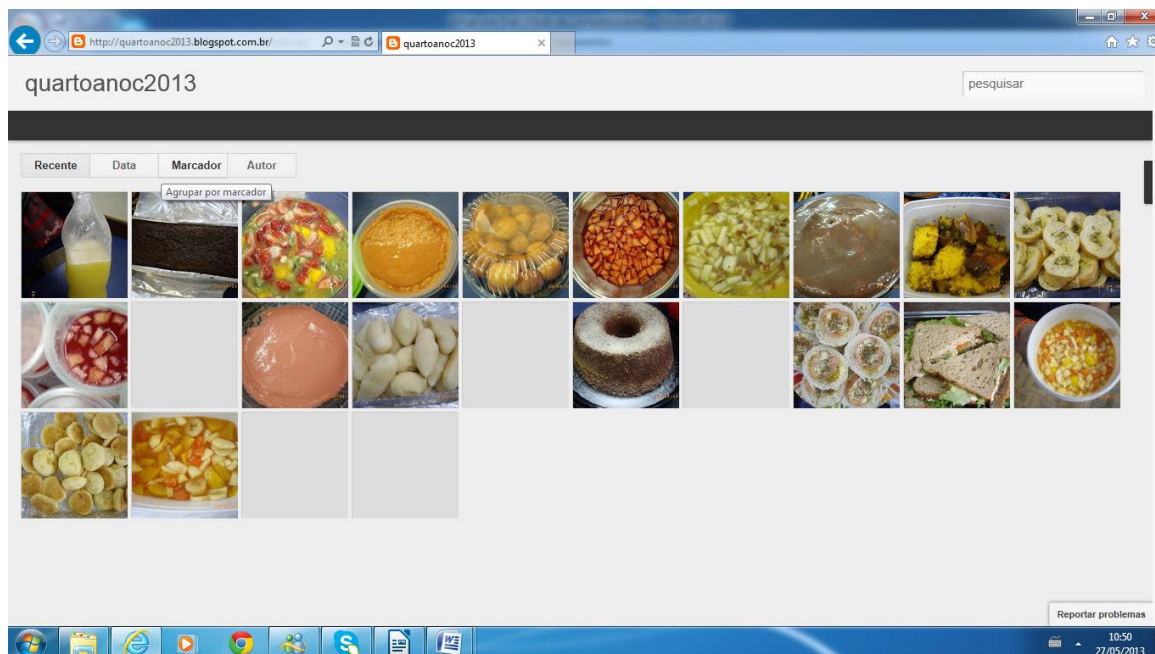 http://quartoanoc2013.blogspot.com.br/
quartoanoc2013
quartoanoc2013
pesquisar
Recente Data Marcador Autor
Agrupar por marcador
Reportar problemas
10:50
27/05/2013